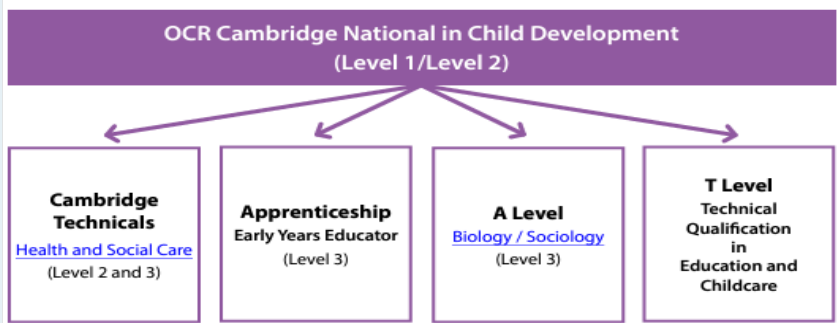 OCR Cambridge National in Child Development
(Level 1/Level 2)
Cambridge
Technicals
Health and Social Care
(Level 2 and 3)
Apprenticeship
Early Years Educator
(Level 3)
A Level
Biology / Sociology
(Level 3)
T Level
Technical
Qualification
in
Education and
Childcare